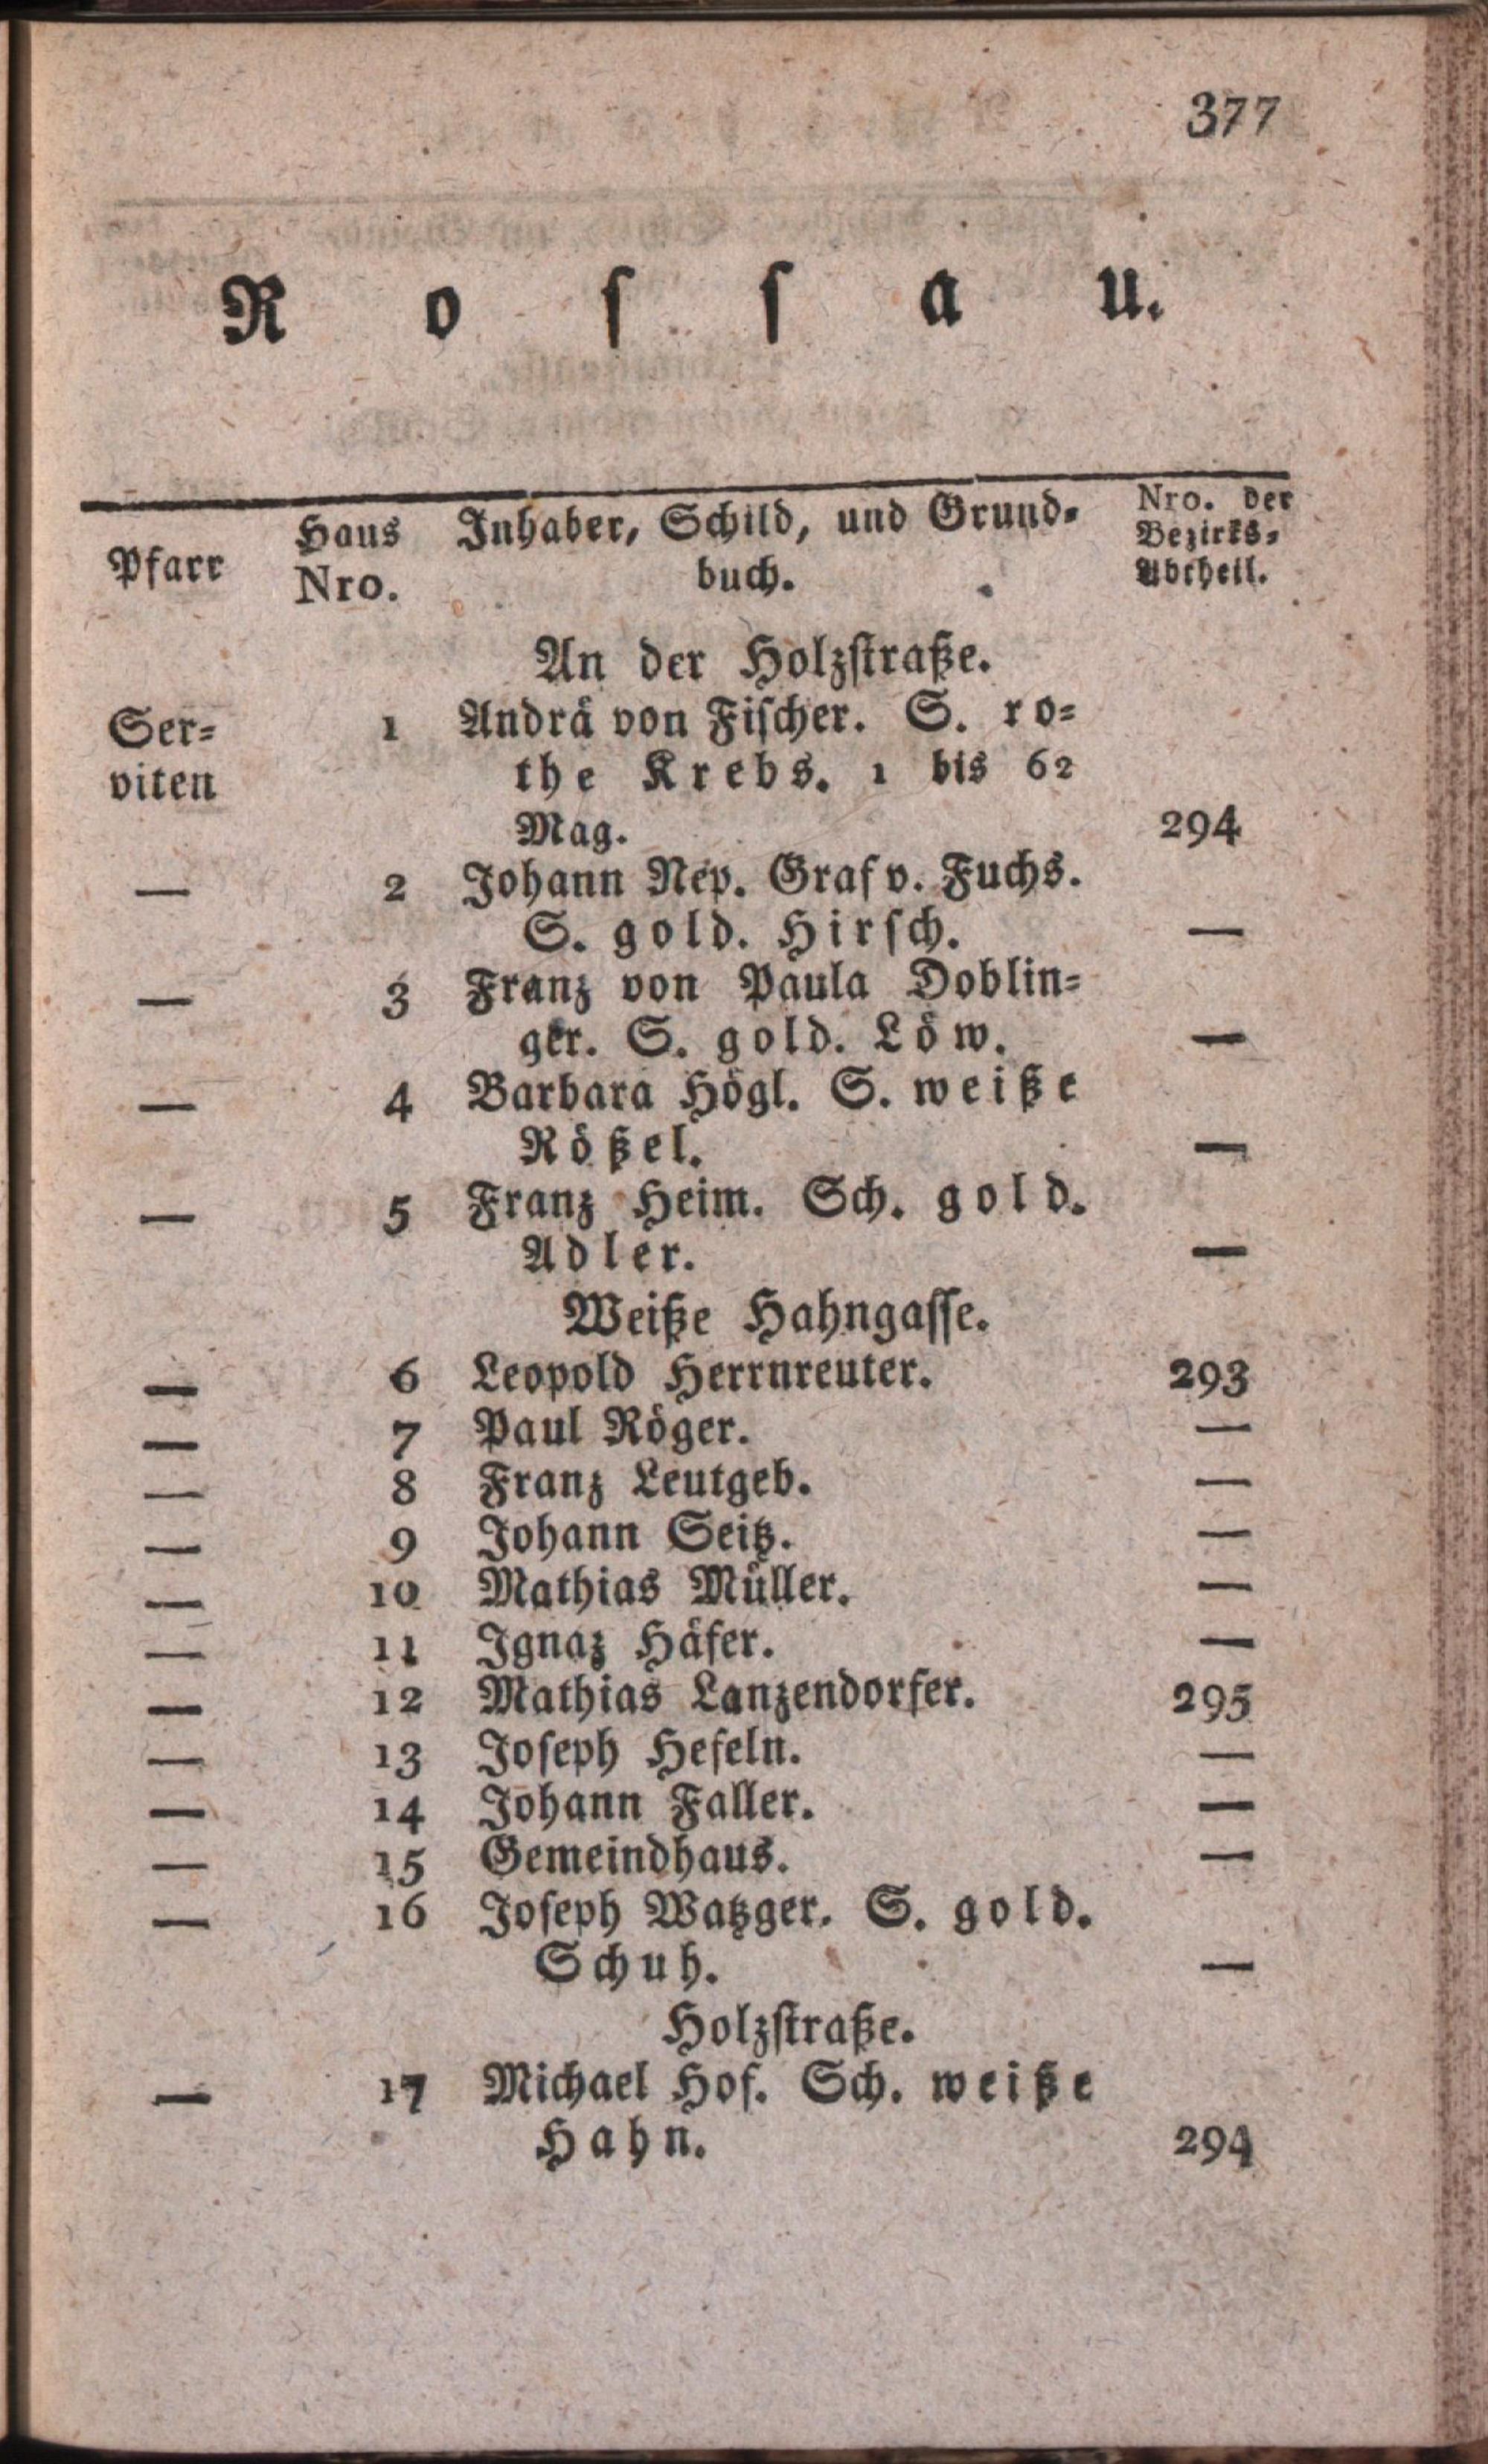 377
Rossau.
Pfarr Haus Nro. Inhaber, Schild, und Grund- Nro. der Bezirks-
buch. Abtheil.
An der Holzstraße.
Ser- 1 Andrä von Fischer. S. ro-
viten the Krebs. 1 bis 62
Mag. 294
— 2 Johann Nep. Graf v. Fuchs.
S. gold. Hirsch. —
— 3 Franz von Paula Doblin-
ger. S. gold. Löw. —
— 4 Barbara Högl. S. weiße
Rößel. —
— 5 Franz Heim. Sch. gold.
Adler. —
Weiße Hahngasse.
— 6 Leopold Herrnreuter. 293
— 7 Paul Röger. —
— 8 Franz Leutgeb. —
— 9 Johann Seitz. —
— 10 Mathias Müller. —
— 11 Ignaz Häfer. —
— 12 Mathias Lanzendorfer. 295
— 13 Joseph Hefeln. —
— 14 Johann Faller. —
— 15 Gemeindhaus. —
— 16 Joseph Watzger. S. gold.
Schuh. —
Holzstraße.
— 17 Michael Hof. Sch. weiße
Hahn. 294